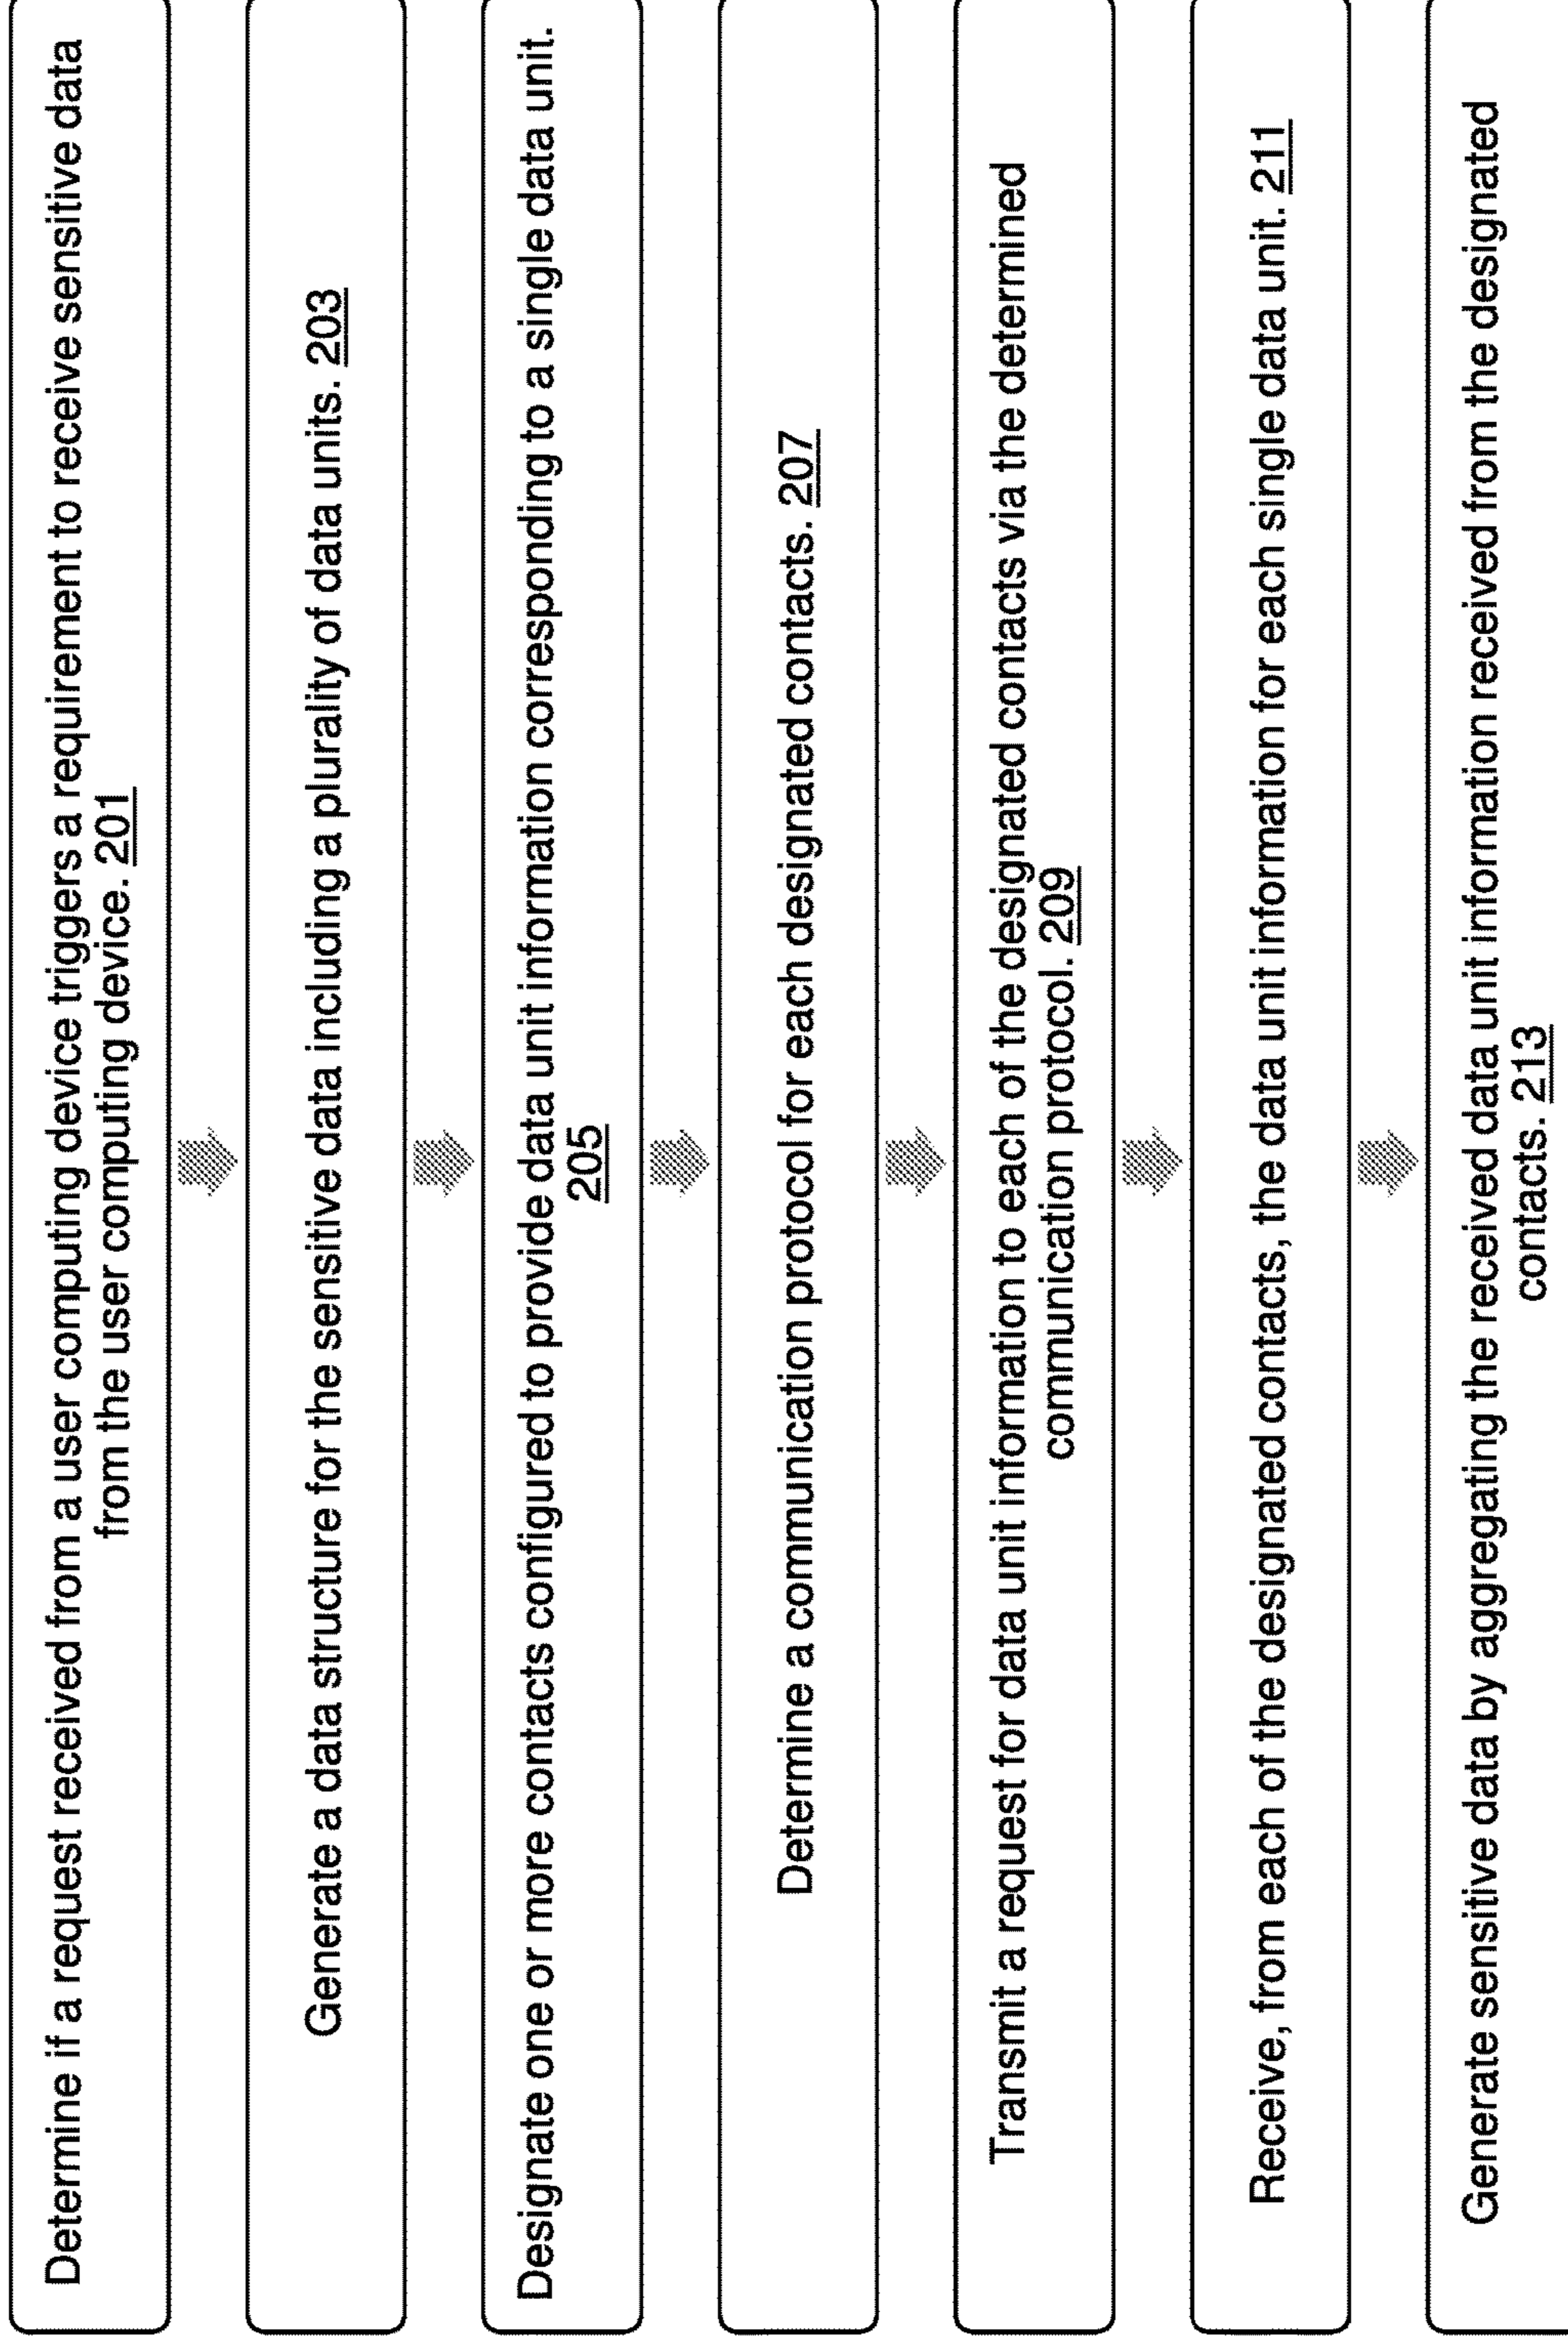 Determine if a request received from a user computing device triggers a requirement to receive sensitive data
from the user computing device. 201
Generate a data structure for the sensitive data including a plurality of data units. 203
Designate one or more contacts configured to provide data unit information corresponding to a single data unit.
205
Determine a communication protocol for each designated contacts. 207
Transmit a request for data unit information to each of the designated contacts via the determined
communication protocol. 209
Receive, from each of the designated contacts, the data unit information for each single data unit. 211
Generate sensitive data by aggregating the received data unit information received from the designated
contacts. 213